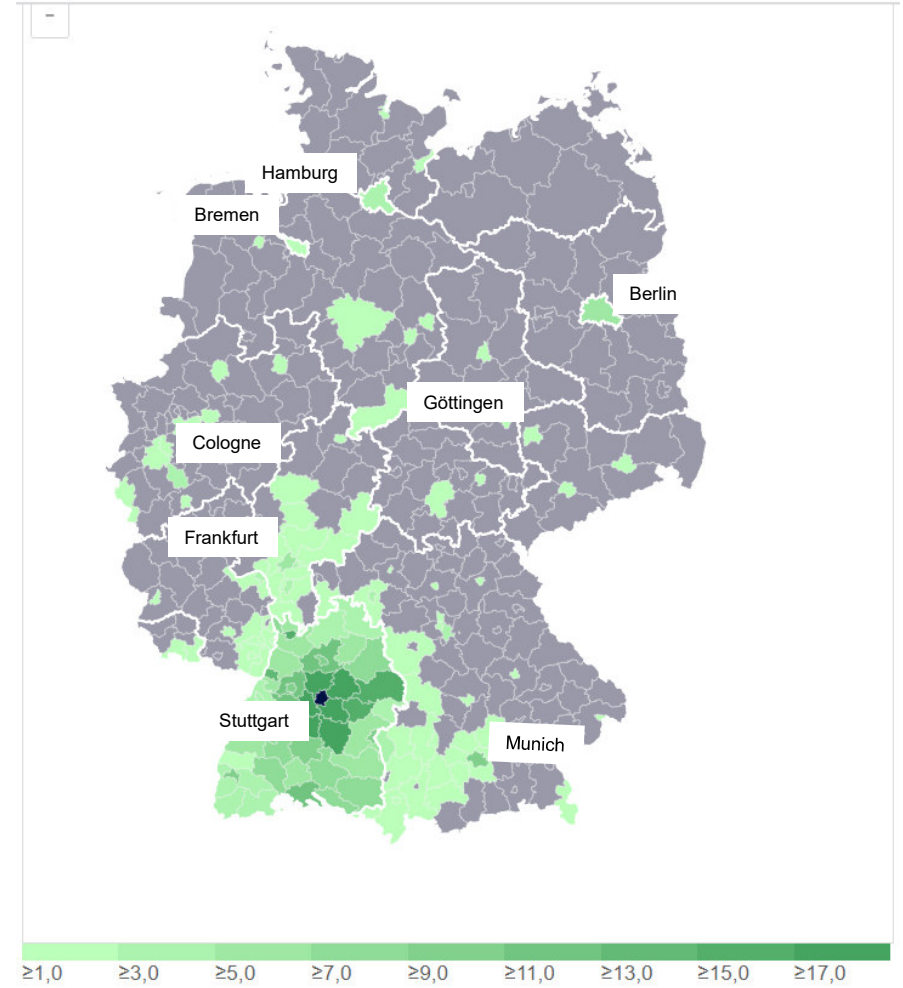 -
Hamburg
Bremen
Berlin
Göttingen
Cologne
Frankfurt
Stuttgart
Munich
≥1,0 ≥3,0 ≥5,0 ≥7,0 ≥9,0 ≥11,0 ≥13,0 ≥15,0 ≥17,0